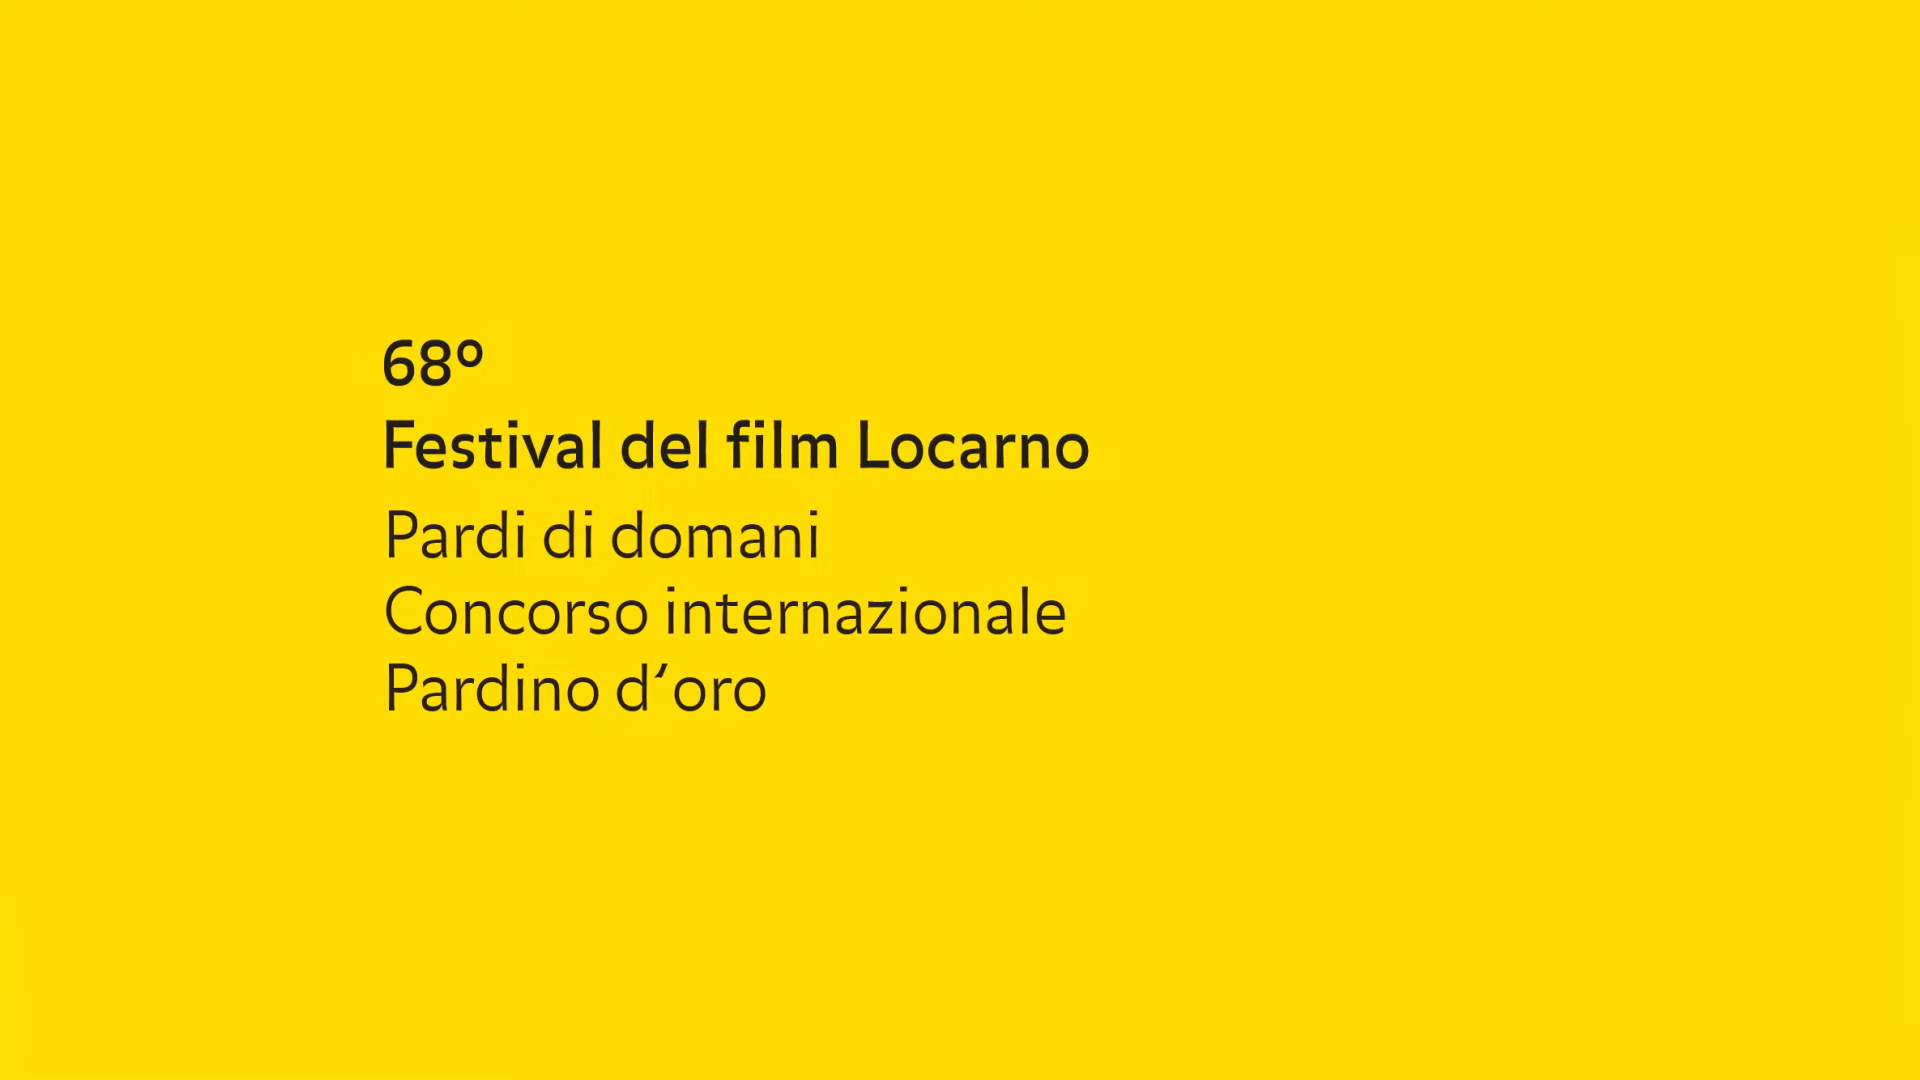 68º
Festival del film Locarno
Pardi di domani
Concorso internazionale
Pardino d‘oro